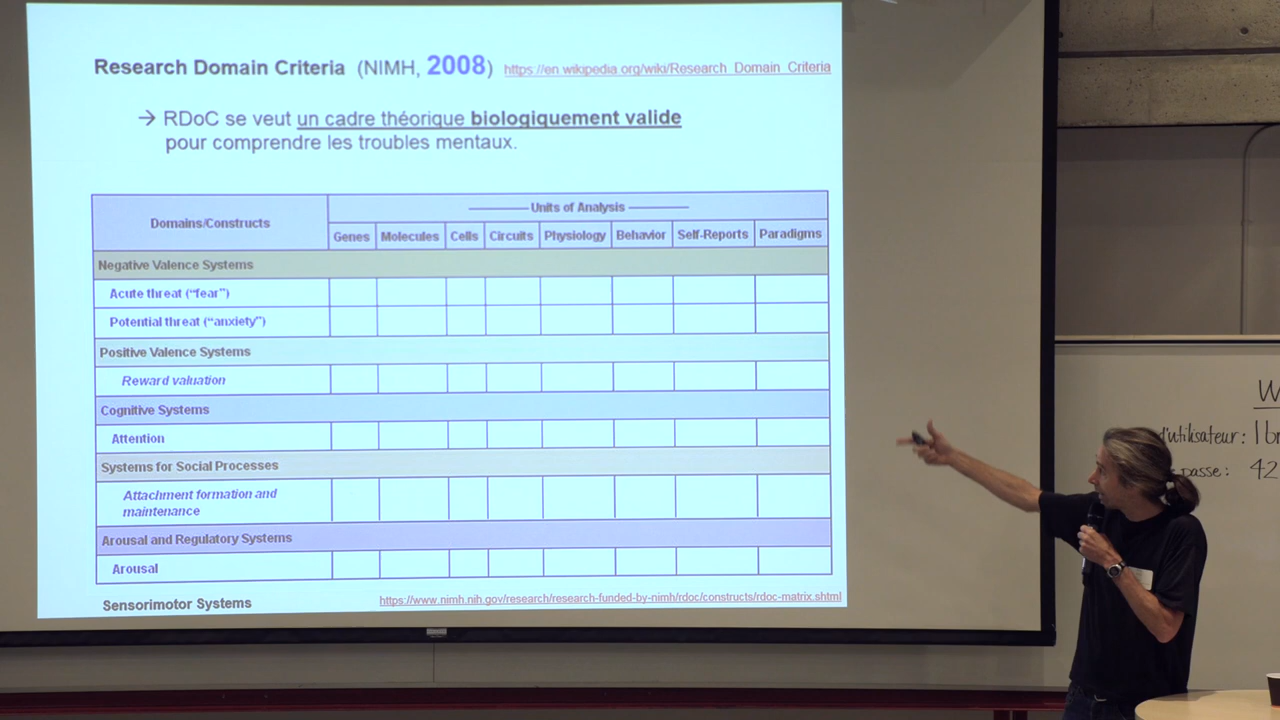 Research Domain Criteria (NIMH, 2008) https://en.wikipedia.org/wiki/Research_Domain_Criteria
→ RDoC se veut un cadre théorique biologiquement valide
pour comprendre les troubles mentaux.
Domains/Constructs
Units of Analysis
Genes Molecules Cells Circuits Physiology Behavior Self-Reports Paradigms
Negative Valence Systems
Acute threat (“fear”)
Potential threat (“anxiety”)
Positive Valence Systems
Reward valuation
Cognitive Systems
Attention
Systems for Social Processes
Attachment formation and
maintenance
Arousal and Regulatory Systems
Arousal
Sensorimotor Systems
https://www.nimh.nih.gov/research/research-funded-by-nimh/rdoc/constructs/rdoc-matrix.shtml
W
d'utilisateur:
passe: 42